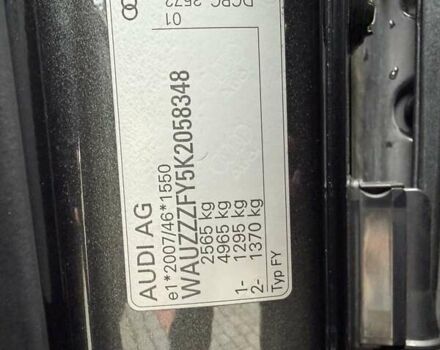 AUDI AG
e1*2007/46*1550
WAUZZZFY5K2058348
2565 kg
4965 kg
1- 1295 kg
2- 1370 kg
Typ FY
01